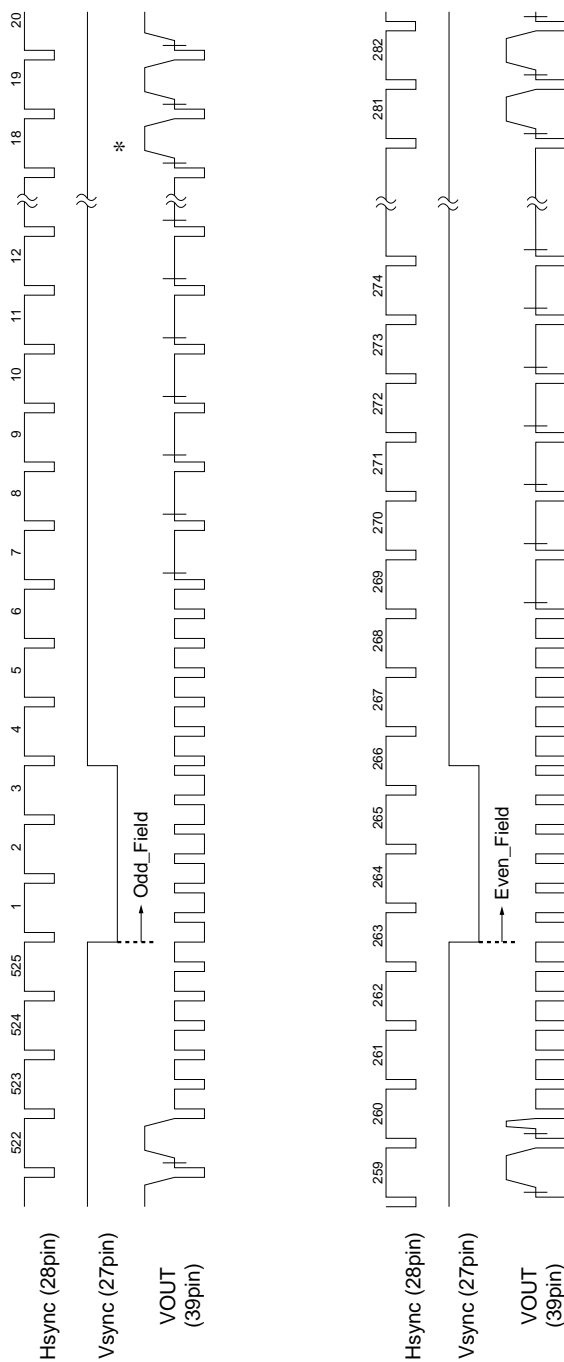 Hsync (28pin)
522 523 524 525 1 2 3 4 5 6 7 8 9 10 11 12 18 19 20
Vsync (27pin)
Odd_Field
*
VOUT
(39pin)
Hsync (28pin)
259 260 261 262 263 264 265 266 267 268 269 270 271 272 273 274 281 282
Vsync (27pin)
Even_Field
VOUT
(39pin)